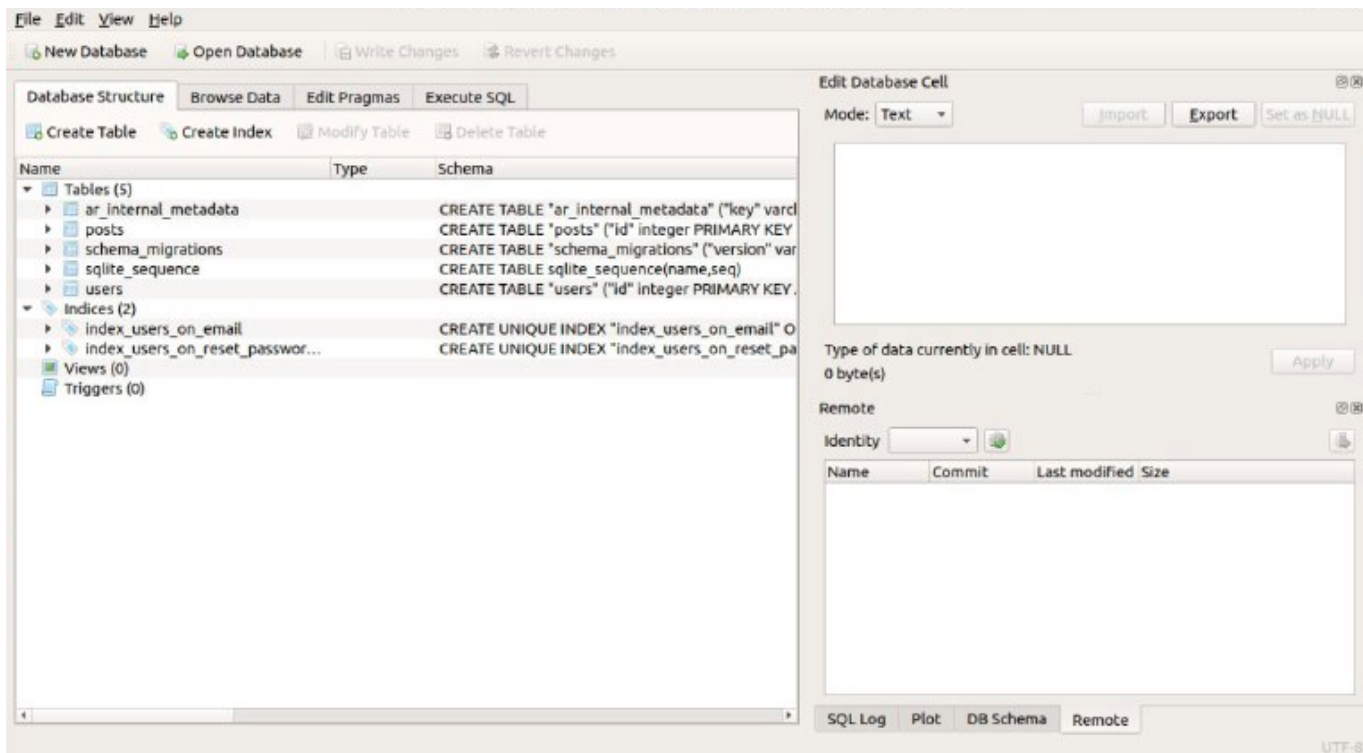 File Edit View Help
New Database Open Database Write Changes Revert Changes
Database Structure Browse Data Edit Pragmas Execute SQL
Create Table Create Index Modify Table Delete Table
Name Type Schema
Tables (5)
ar_internal_metadata CREATE TABLE "ar_internal_metadata" ("key" varcl
posts CREATE TABLE "posts" ("id" integer PRIMARY KEY
schema_migrations CREATE TABLE "schema_migrations" ("version" var
sqlite_sequence CREATE TABLE sqlite_sequence(name,seq)
users CREATE TABLE "users" ("id" integer PRIMARY KEY.
Indices (2)
index_users_on_email CREATE UNIQUE INDEX "index_users_on_email" O
index_users_on_reset_passwor... CREATE UNIQUE INDEX "index_users_on_reset_pa
Views (0)
Triggers (0)
Edit Database Cell
Mode: Text Import Export Set as NULL
Type of data currently in cell: NULL
0 byte(s)
Apply
Remote
Identity
Name Commit Last modified Size
SQL Log Plot DB Schema Remote
UTF-8